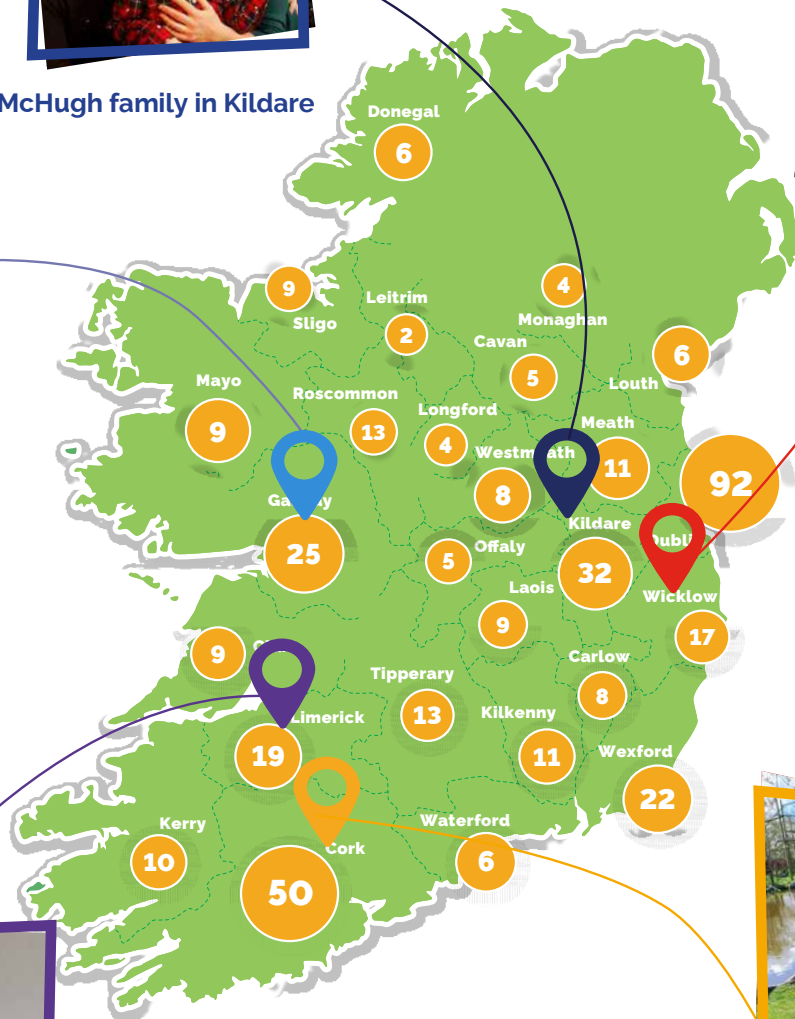 McHugh family in Kildare
Donegal
6
9
Sligo
Leitrim
2
4
Monaghan
Cavan
5
6
Louth
Mayo
9
Roscommon
13
Longford
4
Meath
11
Westmeath
8
92
25
Kildare
32
5
Offaly
Laois
9
Wicklow
17
9
Carlow
8
Tipperary
13
Limerick
19
Kilkenny
11
Wexford
22
Kerry
10
Waterford
6
Cork
50